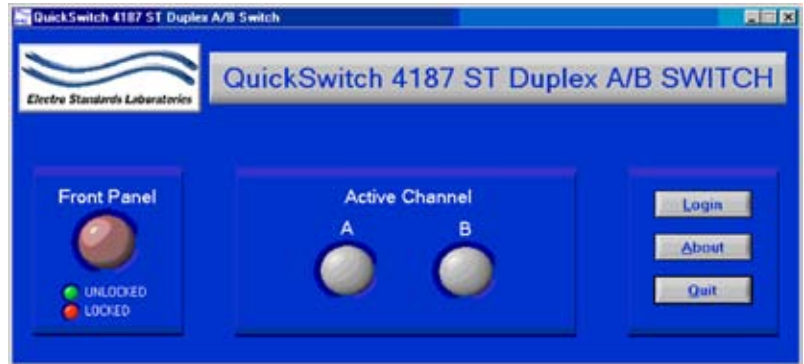 QuickSwitch 4187 ST Duplex A/B Switch
Electro Standards Laboratories
QuickSwitch 4187 ST Duplex A/B SWITCH
Front Panel
UNLOCKED
LOCKED
Active Channel
A B
Login
About
Quit